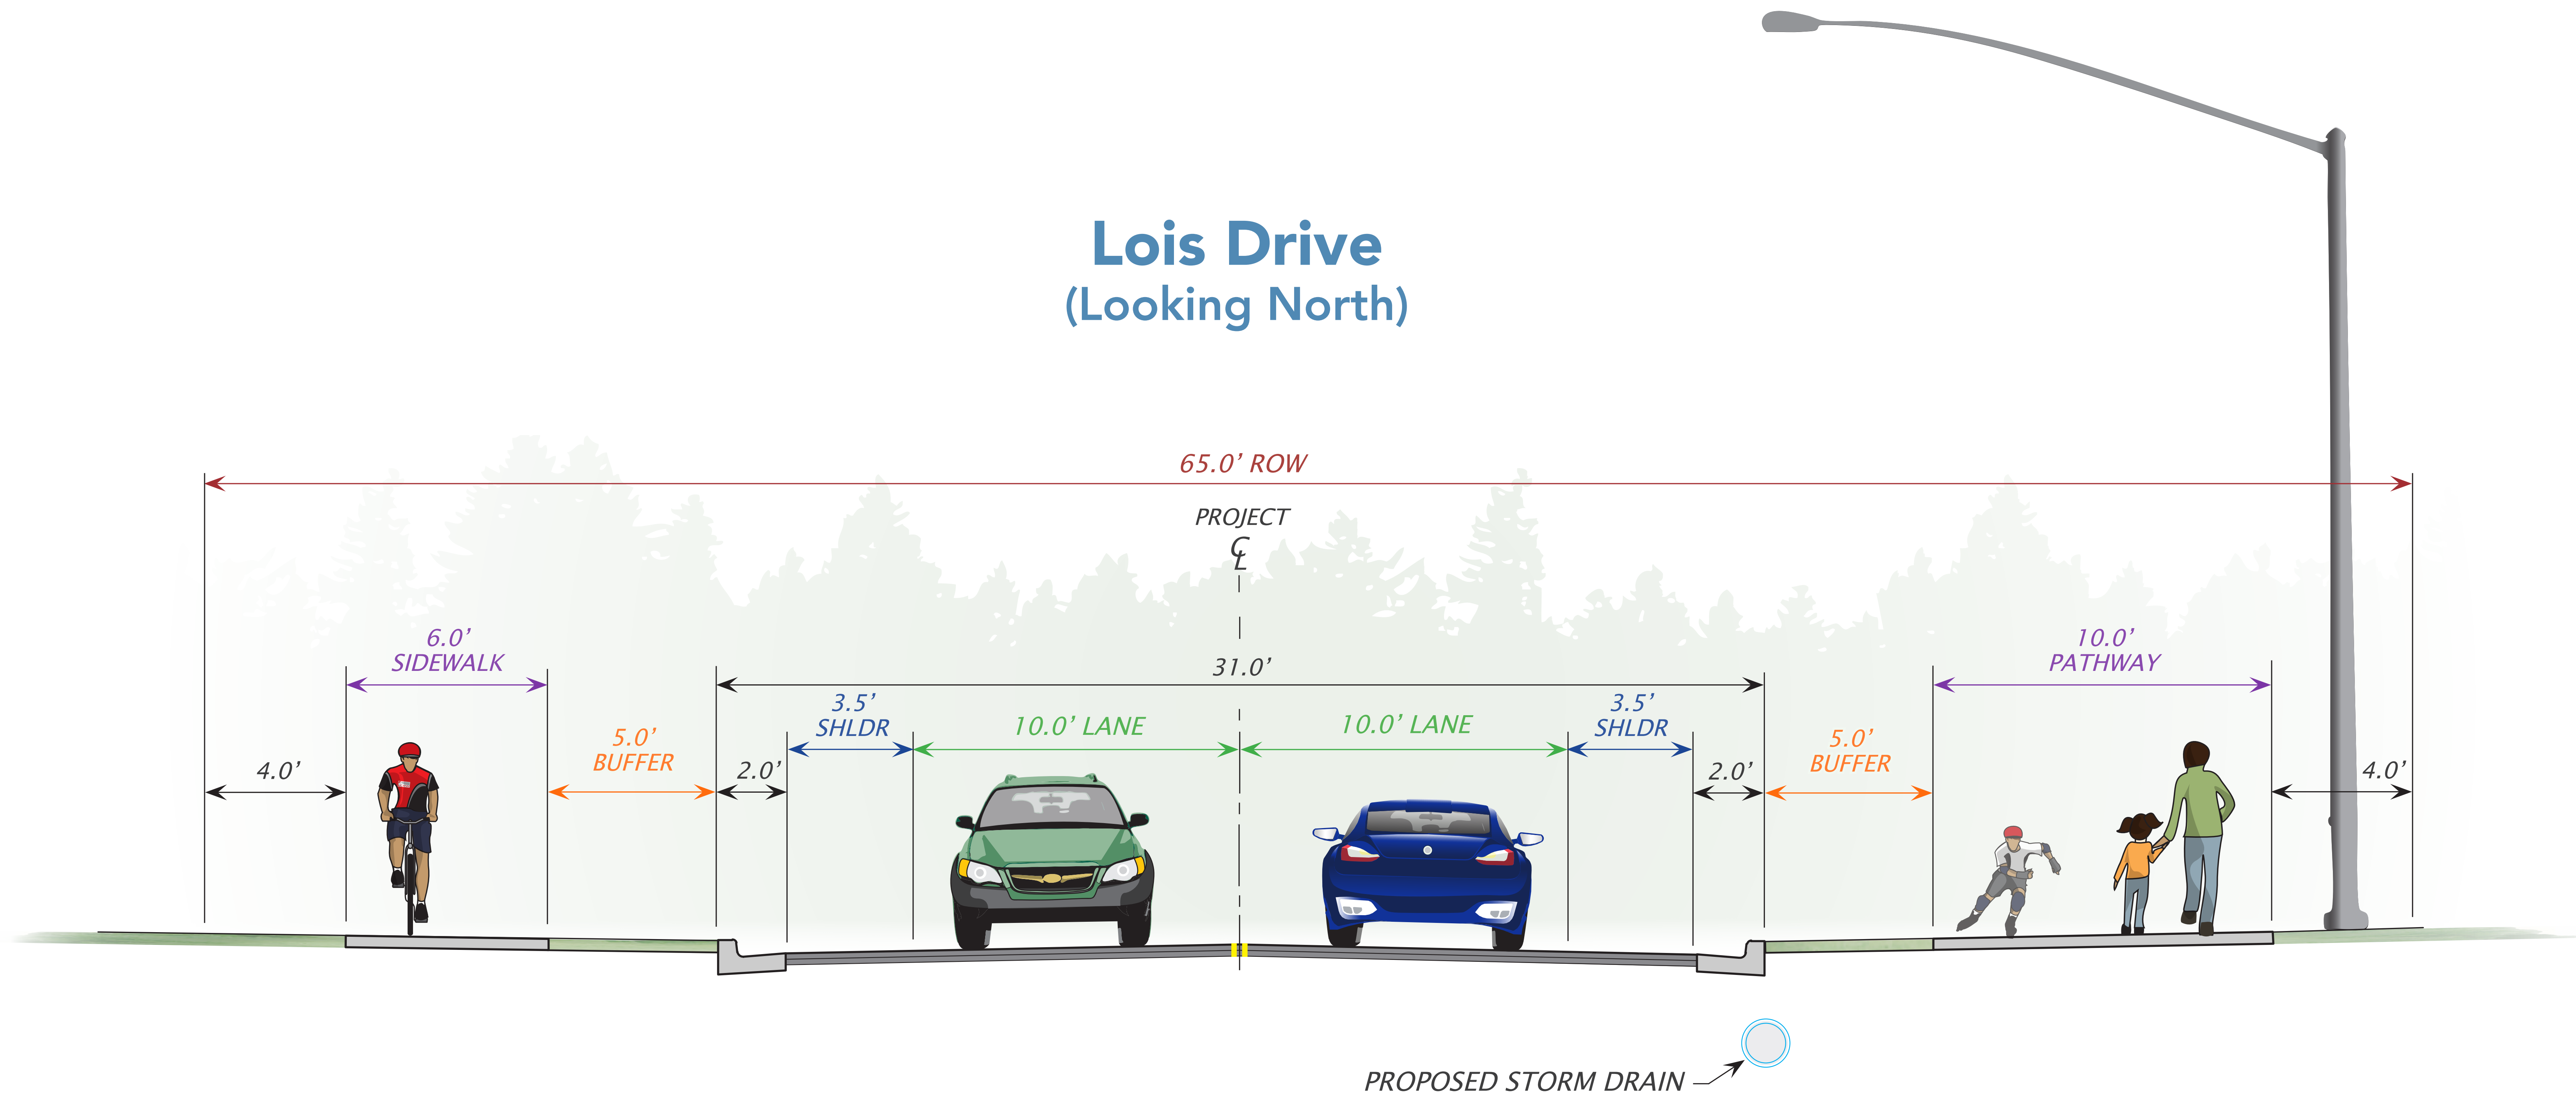 Lois Drive
(Looking North)
65.0’ ROW
PROJECT
CL
6.0’
SIDEWALK
31.0’
10.0’
PATHWAY
3.5’
SHLDR
10.0’ LANE
10.0’ LANE
3.5’
SHLDR
4.0’
5.0’
BUFFER
2.0’
2.0’
5.0’
BUFFER
4.0’
PROPOSED STORM DRAIN